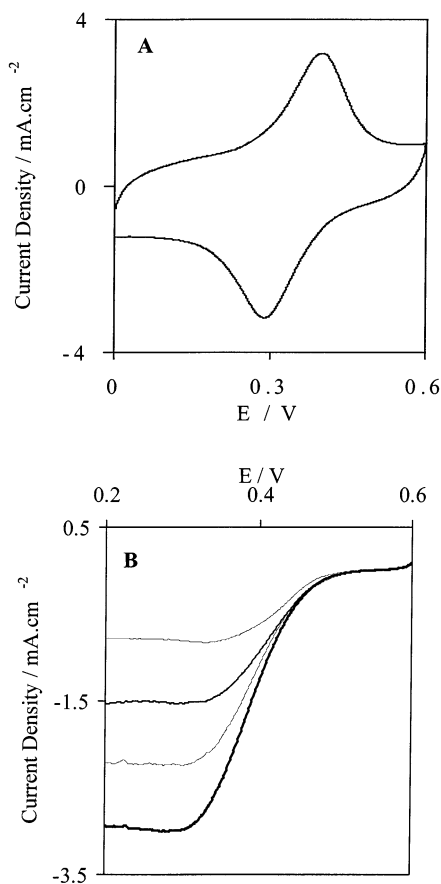 4
A
0
-4
Current Density / mA.cm -2
0 0.3 0.6
E / V
E / V
0.2 0.4 0.6
0.5
B
-1.5
-3.5
Current Density / mA.cm -2